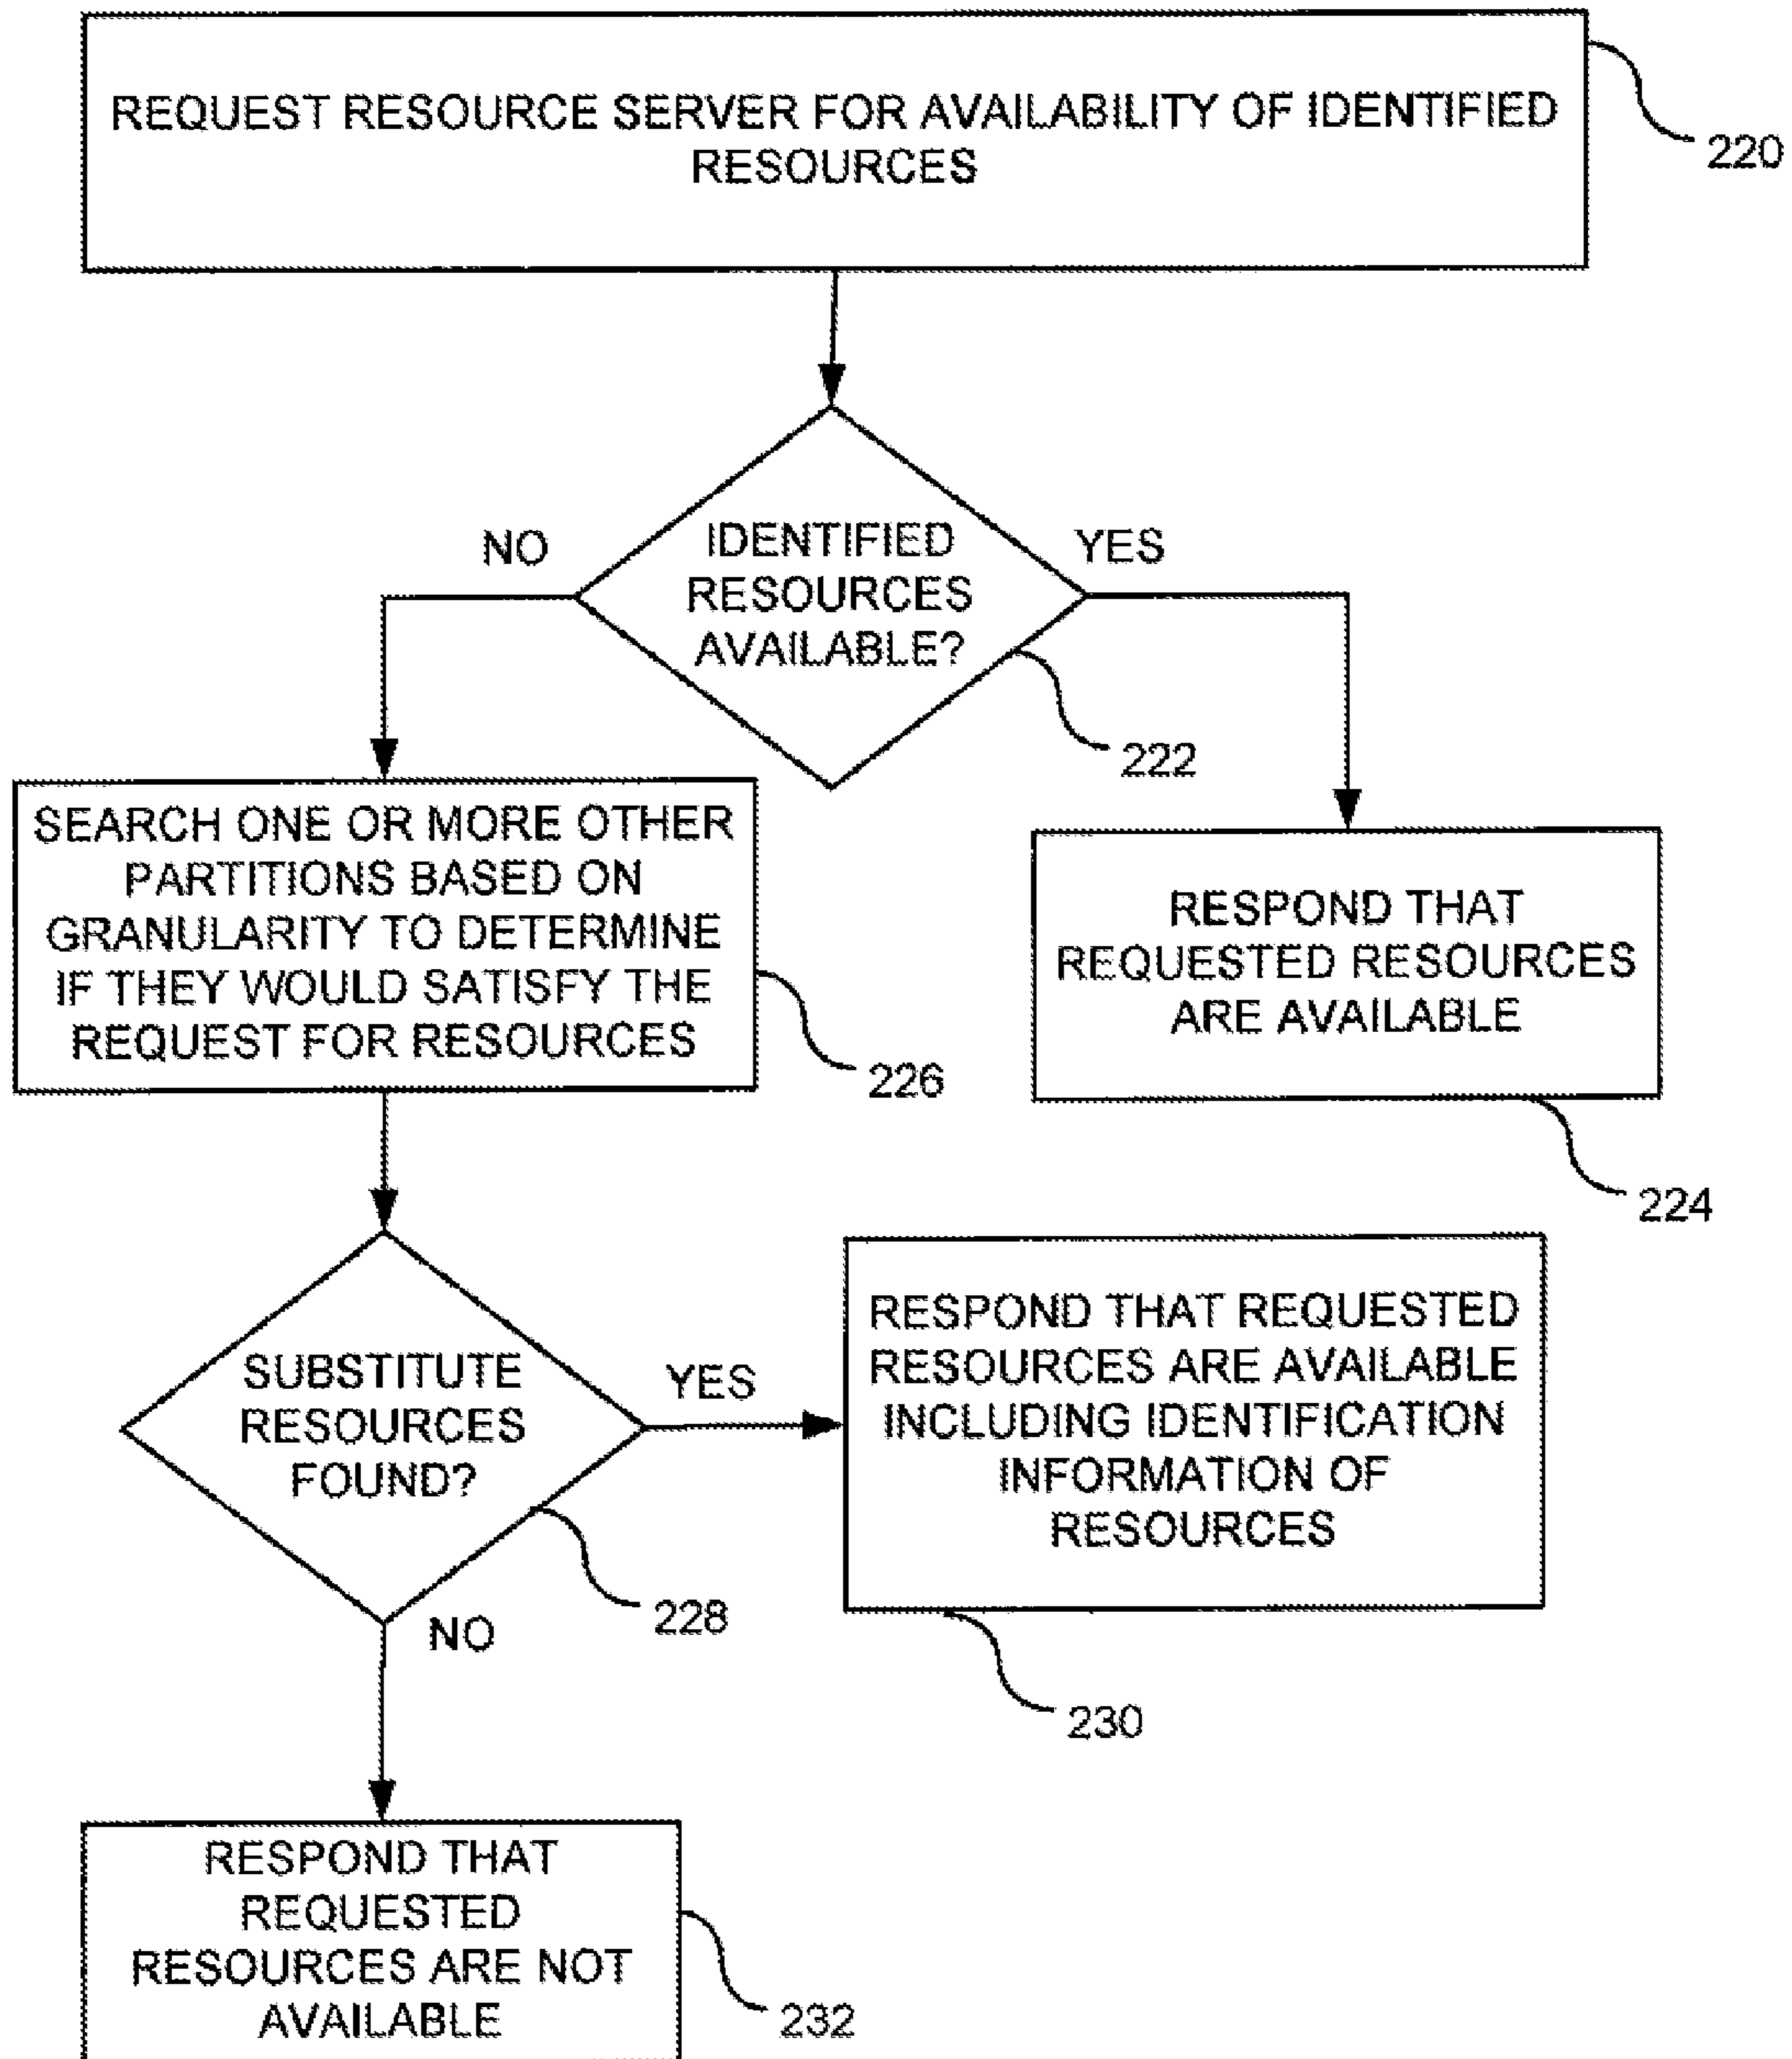 REQUEST RESOURCE SERVER FOR AVAILABILITY OF IDENTIFIED
RESOURCES
220
IDENTIFIED
RESOURCES
AVAILABLE?
NO
YES
222
SEARCH ONE OR MORE OTHER
PARTITIONS BASED ON
GRANULARITY TO DETERMINE
IF THEY WOULD SATISFY THE
REQUEST FOR RESOURCES
226
RESPOND THAT
REQUESTED RESOURCES
ARE AVAILABLE
224
SUBSTITUTE
RESOURCES
FOUND?
YES
228
NO
RESPOND THAT REQUESTED
RESOURCES ARE AVAILABLE
INCLUDING IDENTIFICATION
INFORMATION OF
RESOURCES
230
RESPOND THAT
REQUESTED
RESOURCES ARE NOT
AVAILABLE
232